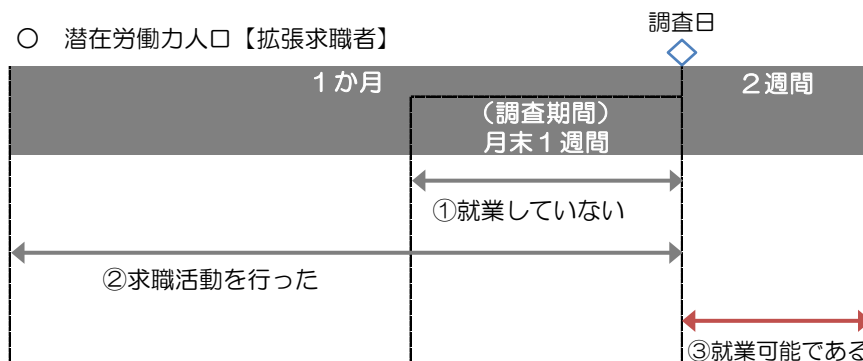 ○　潜在労働力人口【拡張求職者】
調査日
１か月
２週間
（調査期間）
月末１週間
①就業していない
②求職活動を行った
③就業可能である